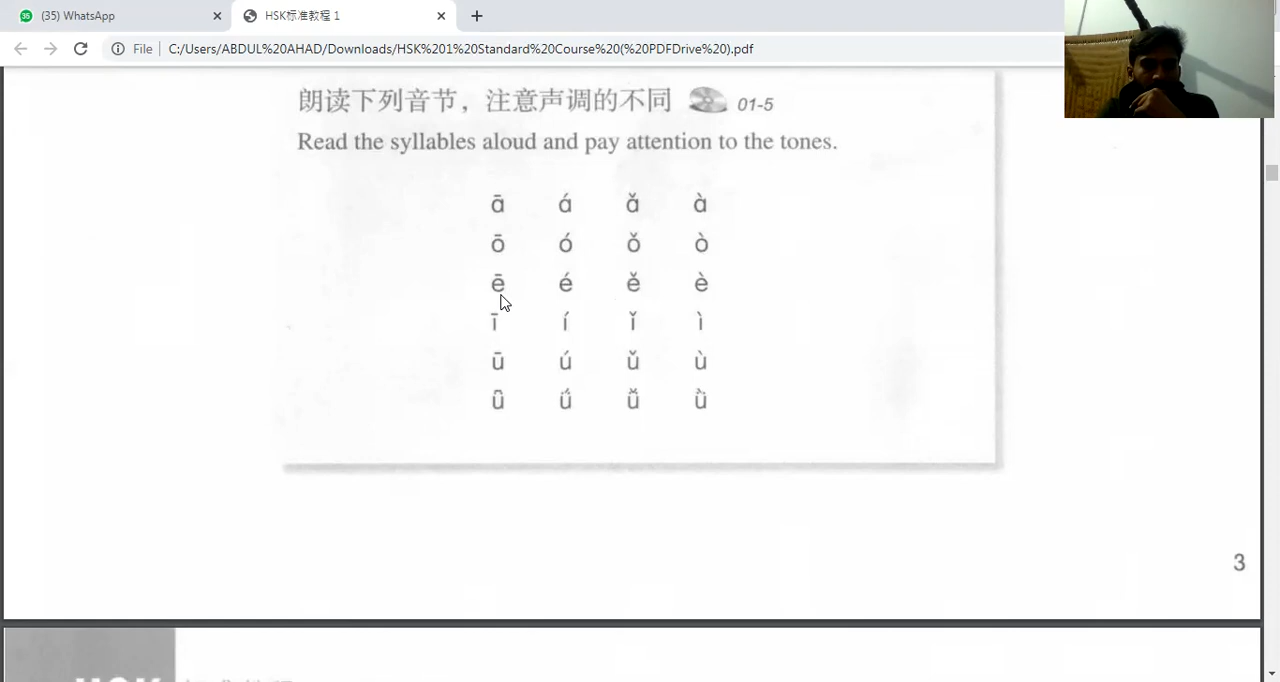 (35) WhatsApp
HSK标准教程 1
File
C:/Users/ABDUL%20AHAD/Downloads/HSK%201%20Standard%20Course%20(%20PDFDrive%20).pdf
朗读下列音节，注意声调的不同 01-5
Read the syllables aloud and pay attention to the tones.
ā á ǎ à
ō ó ǒ ò
ē é ě è
ī í ǐ ì
ū ú ǔ ù
ǖ ǘ ǚ ǜ
3